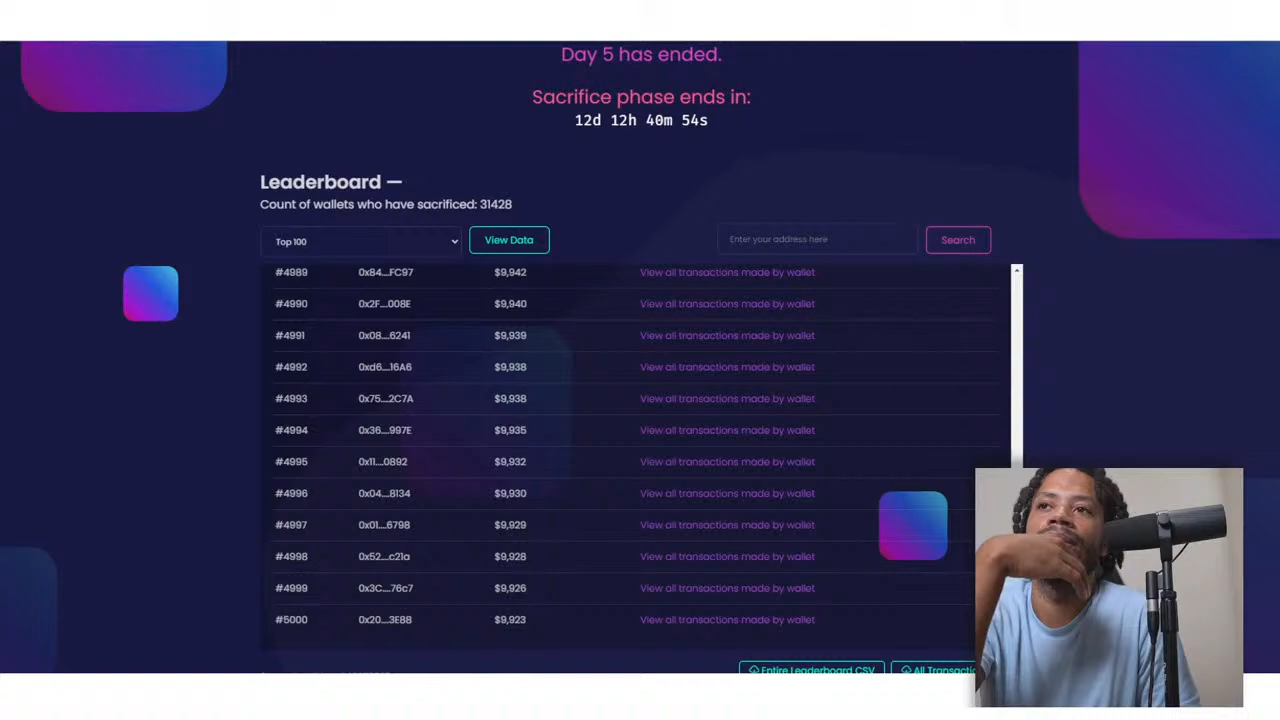 Day 5 has ended.
Sacrifice phase ends in:
12d 12h 40m 54s
Leaderboard —
Count of wallets who have sacrificed: 31428
Top 100
View Data
Enter your address here
Search
#4989 0x84....FC97 $9,942 View all transactions made by wallet
#4990 0x2F....008E $9,940 View all transactions made by wallet
#4991 0x08....6241 $9,939 View all transactions made by wallet
#4992 0xd6....16A6 $9,938 View all transactions made by wallet
#4993 0x75....2C7A $9,938 View all transactions made by wallet
#4994 0x36....997E $9,935 View all transactions made by wallet
#4995 0x11....0892 $9,932 View all transactions made by wallet
#4996 0x04....8134 $9,930 View all transactions made by wallet
#4997 0x01....6798 $9,929 View all transactions made by wallet
#4998 0x52....c21a $9,928 View all transactions made by wallet
#4999 0x3C....76c7 $9,926 View all transactions made by wallet
#5000 0x20....3E88 $9,923 View all transactions made by wallet
Entire Leaderboard CSV
All Transactio